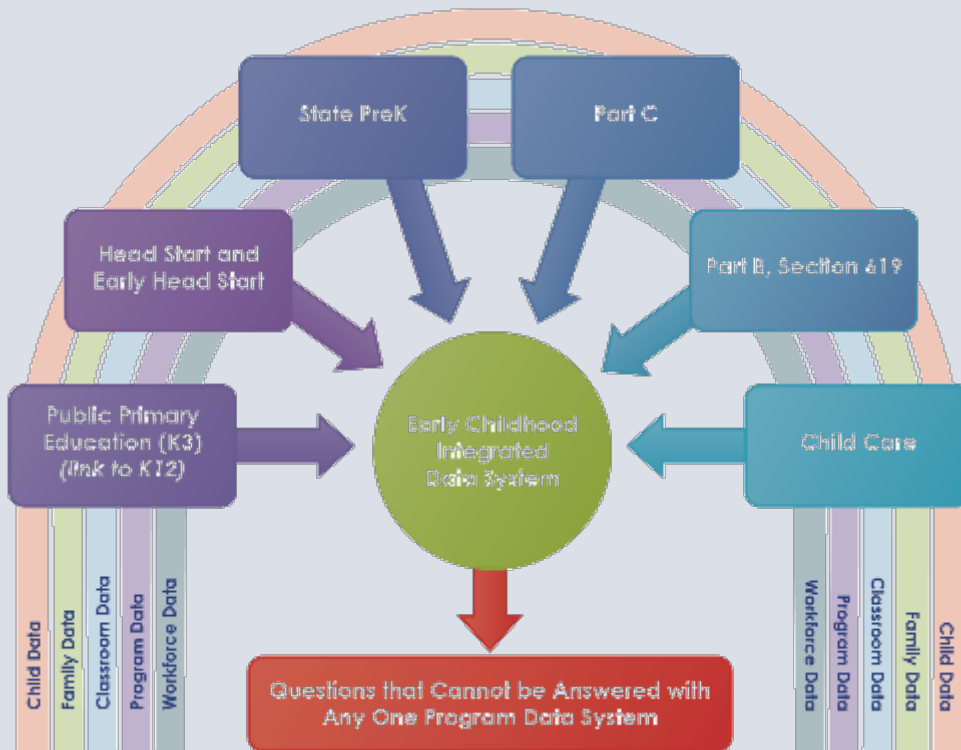 State PreK
Part C
Head Start and
Early Head Start
Part B, Section 619
Public Primary
Education (K3)
(link to K12)
Early Childhood
Integrated
Data System
Child Care
Child Data
Family Data
Classroom Data
Program Data
Workforce Data
Workforce Data
Program Data
Classroom Data
Family Data
Child Data
Questions that Cannot be Answered with
Any One Program Data System